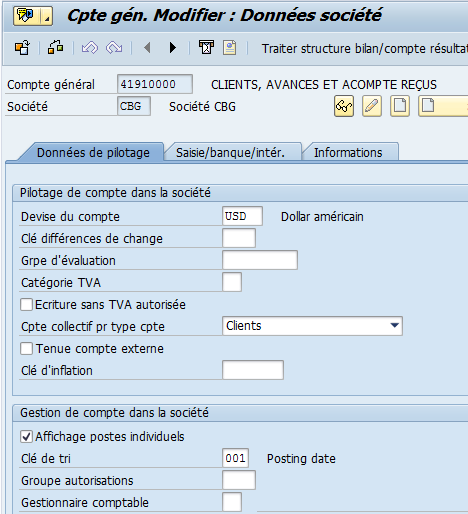 Cpte gén. Modifier : Données société
Traiter structure bilan/compte résulta
Compte général 41910000 CLIENTS, AVANCES ET ACOMPTE REÇUS
Société CBG Société CBG
Données de pilotage Saisie/banque/intér. Informations
Pilotage de compte dans la société
Devise du compte USD Dollar américain
Clé différences de change
Grpe d'évaluation
Catégorie TVA
Ecriture sans TVA autorisée
Cpte collectif pr type cpte Clients
Tenue compte externe
Clé d'inflation
Gestion de compte dans la société
Affichage postes individuels
Clé de tri 001 Posting date
Groupe autorisations
Gestionnaire comptable